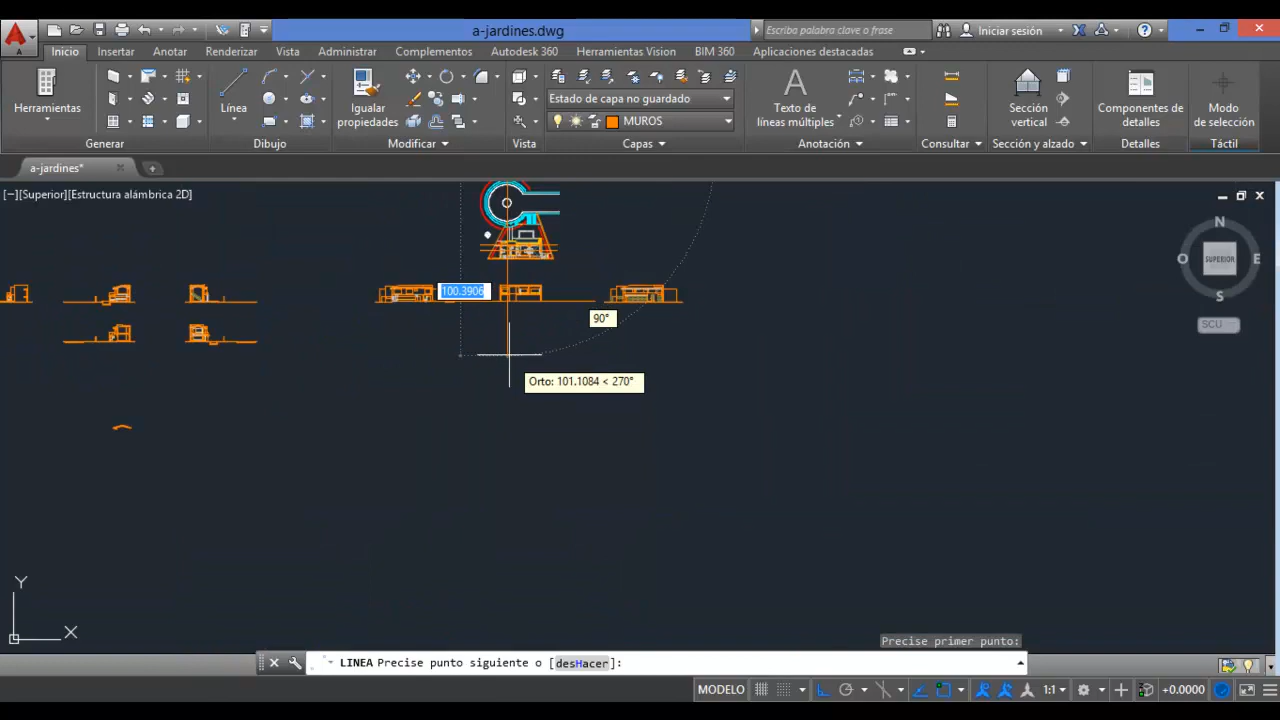 a-jardines.dwg
Escriba palabra clave o frase
Iniciar sesión
Inicio
Insertar
Anotar
Renderizar
Vista
Administrar
Complementos
Autodesk 360
Herramientas Vision
BIM 360
Aplicaciones destacadas
Herramientas
Línea
Igualar
propiedades
Estado de capa no guardado
MUROS
Texto de
líneas múltiples
Sección
vertical
Componentes de
detalles
Modo
de selección
Generar
Dibujo
Modificar
Vista
Capas
Anotación
Consultar
Sección y alzado
Detalles
Táctil
a-jardines*
[−][Superior][Estructura alámbrica 2D]
N
O
SUPERIOR
E
S
SCU
100.3906
90°
Orto: 101.1084 < 270°
Y
X
Precise primer punto:
LINEA Precise punto siguiente o [desHacer]:
MODELO
1:1
+0.0000